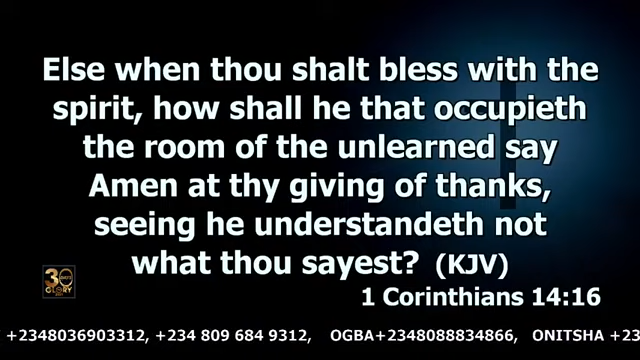 Else when thou shalt bless with the
spirit, how shall he that occupieth
the room of the unlearned say
Amen at thy giving of thanks,
seeing he understandeth not
what thou sayest? (KJV)
1 Corinthians 14:16
30
GLORY
+2348036903312, +234 809 684 9312, OGBA+2348088834866, ONITSHA +23